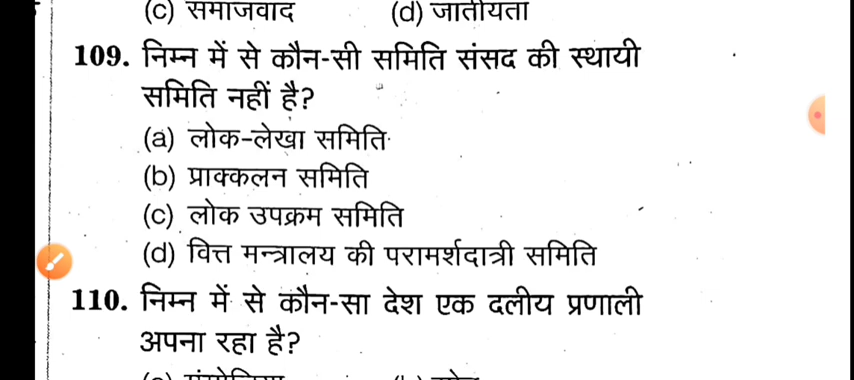 (c) समाजवाद (d) जातीयता
109. निम्न में से कौन-सी समिति संसद की स्थायी
समिति नहीं है?
(a) लोक-लेखा समिति
(b) प्राक्कलन समिति
(c) लोक उपक्रम समिति
(d) वित्त मन्त्रालय की परामर्शदात्री समिति
110. निम्न में से कौन-सा देश एक दलीय प्रणाली
अपना रहा है?